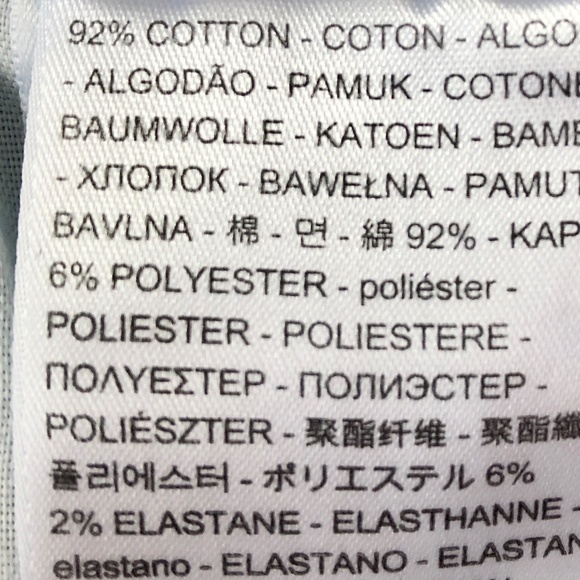 92% COTTON - COTON - ALGO
- ALGODÃO - PAMUK - COTONE
BAUMWOLLE - KATOEN - BAME
- ХЛОПОК - BAWEŁNA - PAMUT
BAVLNA - 棉 - 면 - 綿 92% - KAP
6% POLYESTER - poliéster -
POLIESTER - POLIESTERE -
ΠΟΛΥΕΣΤΕΡ - ПОЛИЭСТЕР -
POLIÉSZTER - 聚酯纤维 - 聚酯纖
폴리에스터 - ポリエステル 6%
2% ELASTANE - ELASTHANNE -
elastano - ELASTANO - ELASTAN